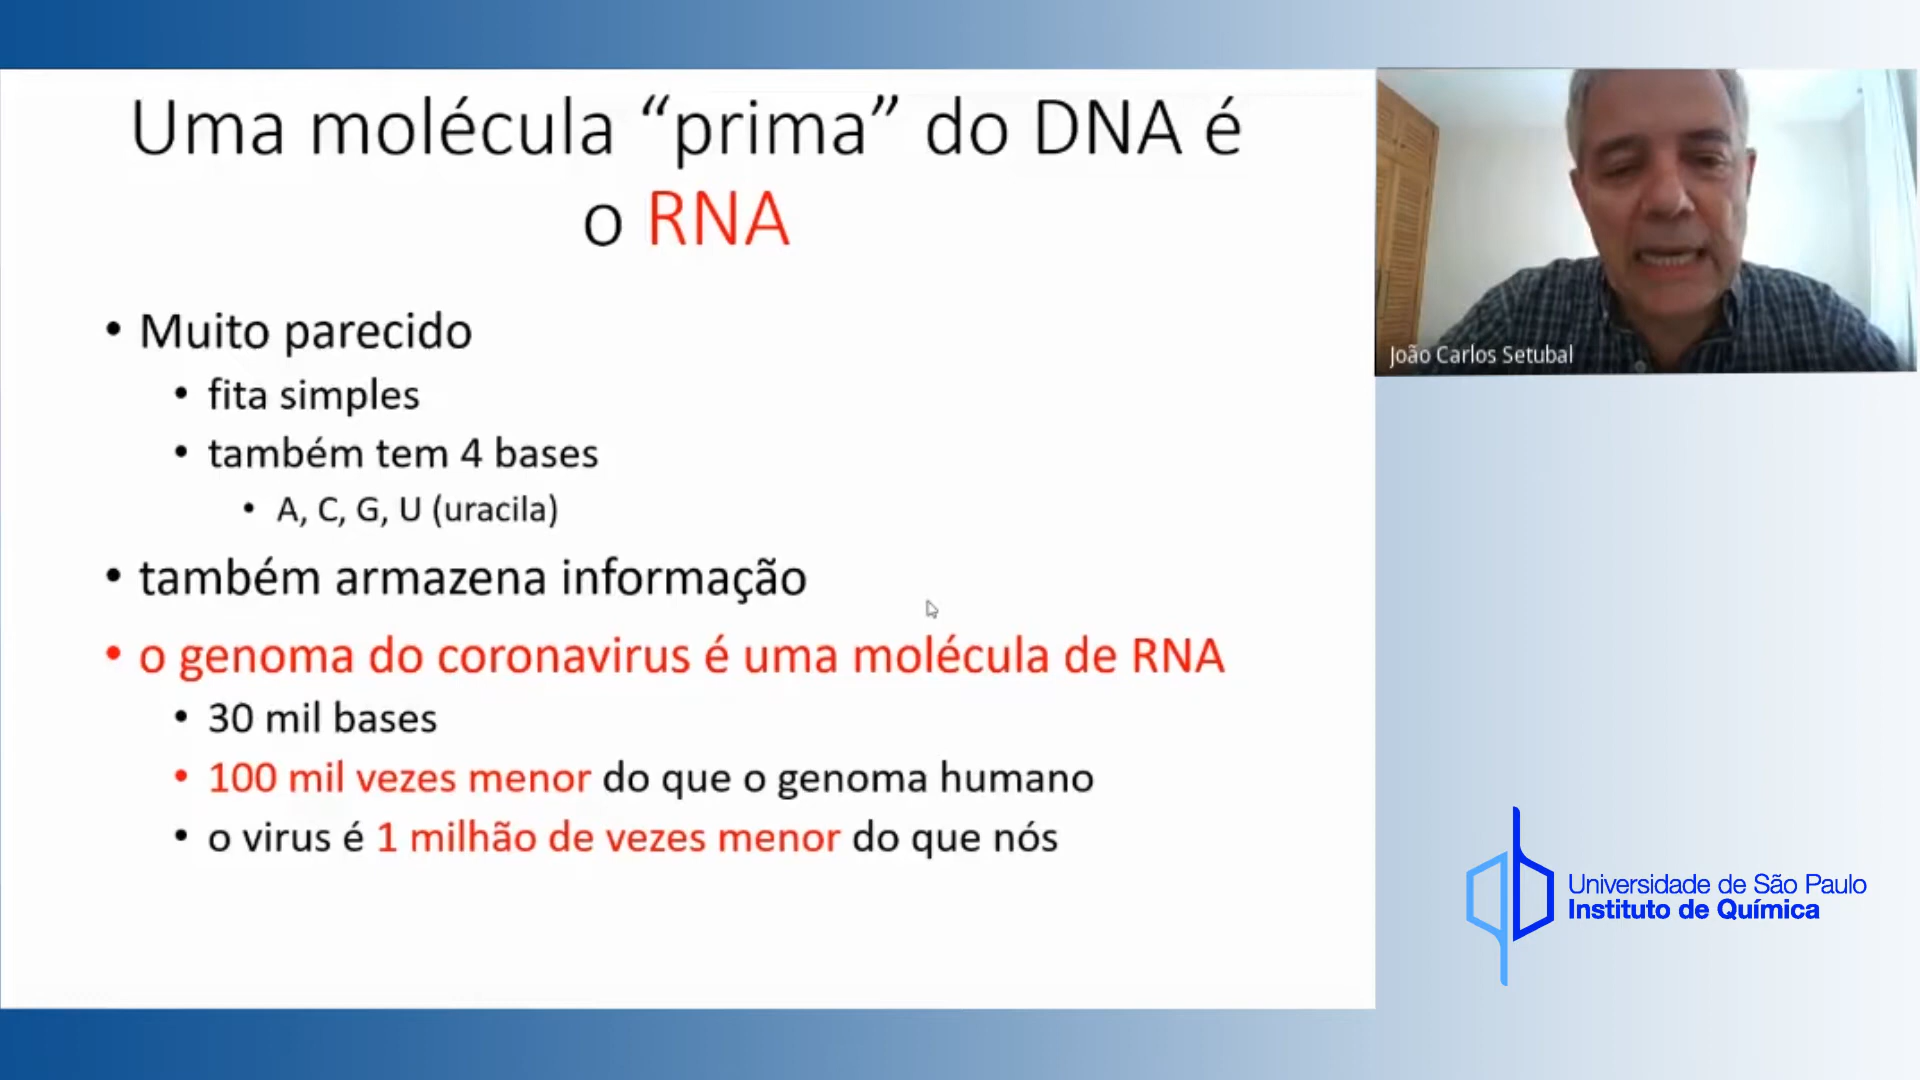 Uma molécula “prima” do DNA é
o RNA
• Muito parecido
• fita simples
• também tem 4 bases
• A, C, G, U (uracila)
• também armazena informação
• o genoma do coronavirus é uma molécula de RNA
• 30 mil bases
• 100 mil vezes menor do que o genoma humano
• o virus é 1 milhão de vezes menor do que nós
João Carlos Setubal
Universidade de São Paulo
Instituto de Química